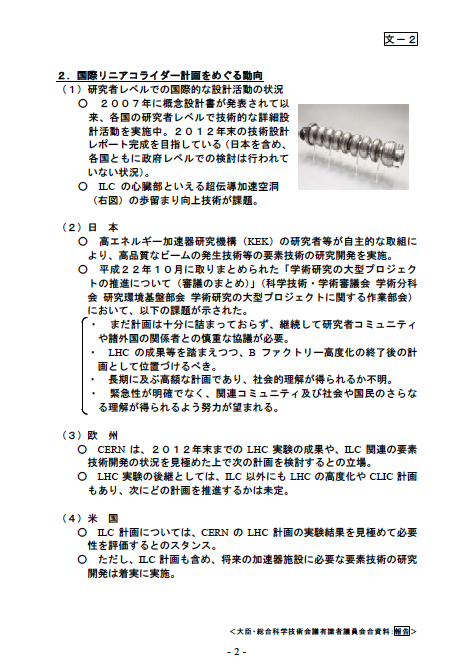 文－２
２．国際リニアコライダー計画をめぐる動向
（１）研究者レベルでの国際的な設計活動の状況
○　２００７年に概念設計書が発表されて以
来、各国の研究者レベルで技術的な詳細設
計活動を実施中。２０１２年末の技術設計
レポート完成を目指している（日本を含め、
各国ともに政府レベルでの検討は行われて
いない状況）。
○　ILC の心臓部といえる超伝導加速空洞
（右図）の歩留まり向上技術が課題。
（２）日　本
○　高エネルギー加速器研究機構（KEK）の研究者等が自主的な取組に
より、高品質なビームの発生技術等の要素技術の研究開発を実施。
○　平成２２年１０月に取りまとめられた「学術研究の大型プロジェク
トの推進について（審議のまとめ）」（科学技術・学術審議会 学術分科
会 研究環境基盤部会 学術研究の大型プロジェクトに関する作業部会）
において、以下の課題が示された。
・　まだ計画は十分に詰まっておらず、継続して研究者コミュニティ
や諸外国の関係者との慎重な協議が必要。
・　LHC の成果等を踏まえつつ、B ファクトリー高度化の終了後の計
画として位置づけるべき。
・　長期に及ぶ高額な計画であり、社会的理解が得られるか不明。
・　緊急性が明確でなく、関連コミュニティ及び社会や国民のさらな
る理解が得られるよう努力が望まれる。
（３）欧　州
○　CERN は、２０１２年末までの LHC 実験の成果や、ILC 関連の要素
技術開発の状況を見極めた上で次の計画を検討するとの立場。
○　LHC 実験の後継としては、ILC 以外にも LHC の高度化や CLIC 計画
もあり、次にどの計画を推進するかは未定。
（４）米　国
○　ILC 計画については、CERN の LHC 計画の実験結果を見極めて必要
性を評価するとのスタンス。
○　ただし、ILC 計画も含め、将来の加速器施設に必要な要素技術の研究
開発は着実に実施。
＜大臣・総合科学技術会議有識者議員会合資料：報告＞
- 2 -